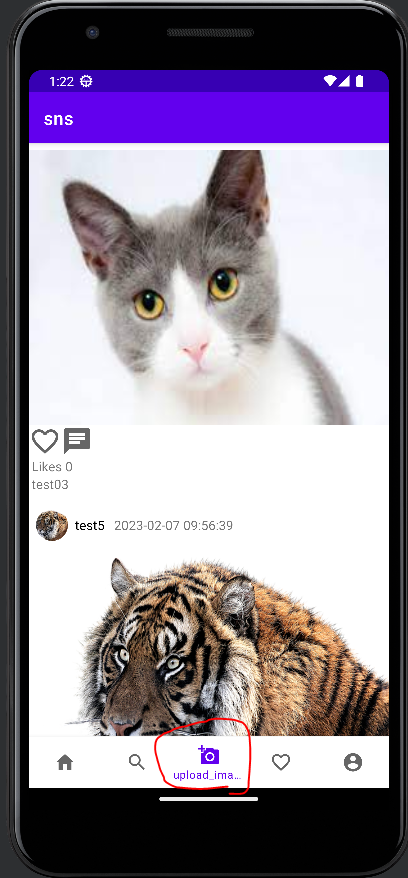 1:22
sns
Likes 0
test03
test5 2023-02-07 09:56:39
upload_ima...